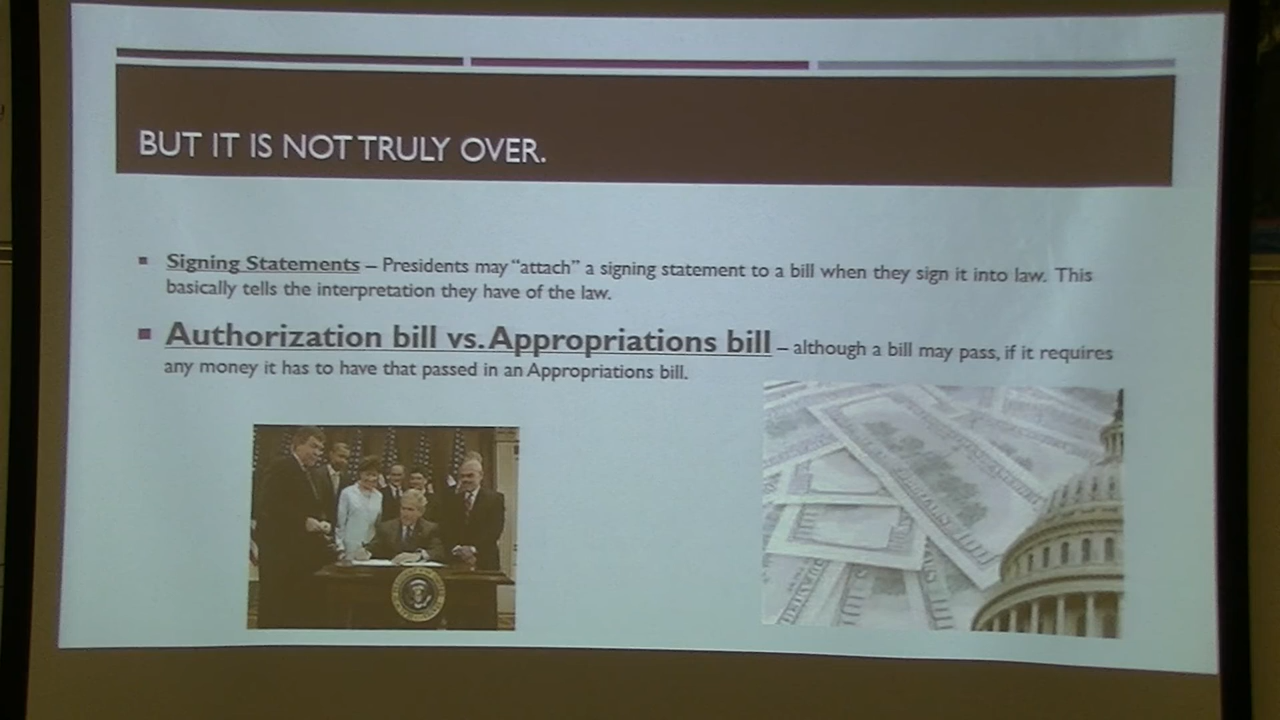 BUT IT IS NOT TRULY OVER.
Signing Statements – Presidents may “attach” a signing statement to a bill when they sign it into law. This
basically tells the interpretation they have of the law.
Authorization bill vs. Appropriations bill – although a bill may pass, if it requires
any money it has to have that passed in an Appropriations bill.